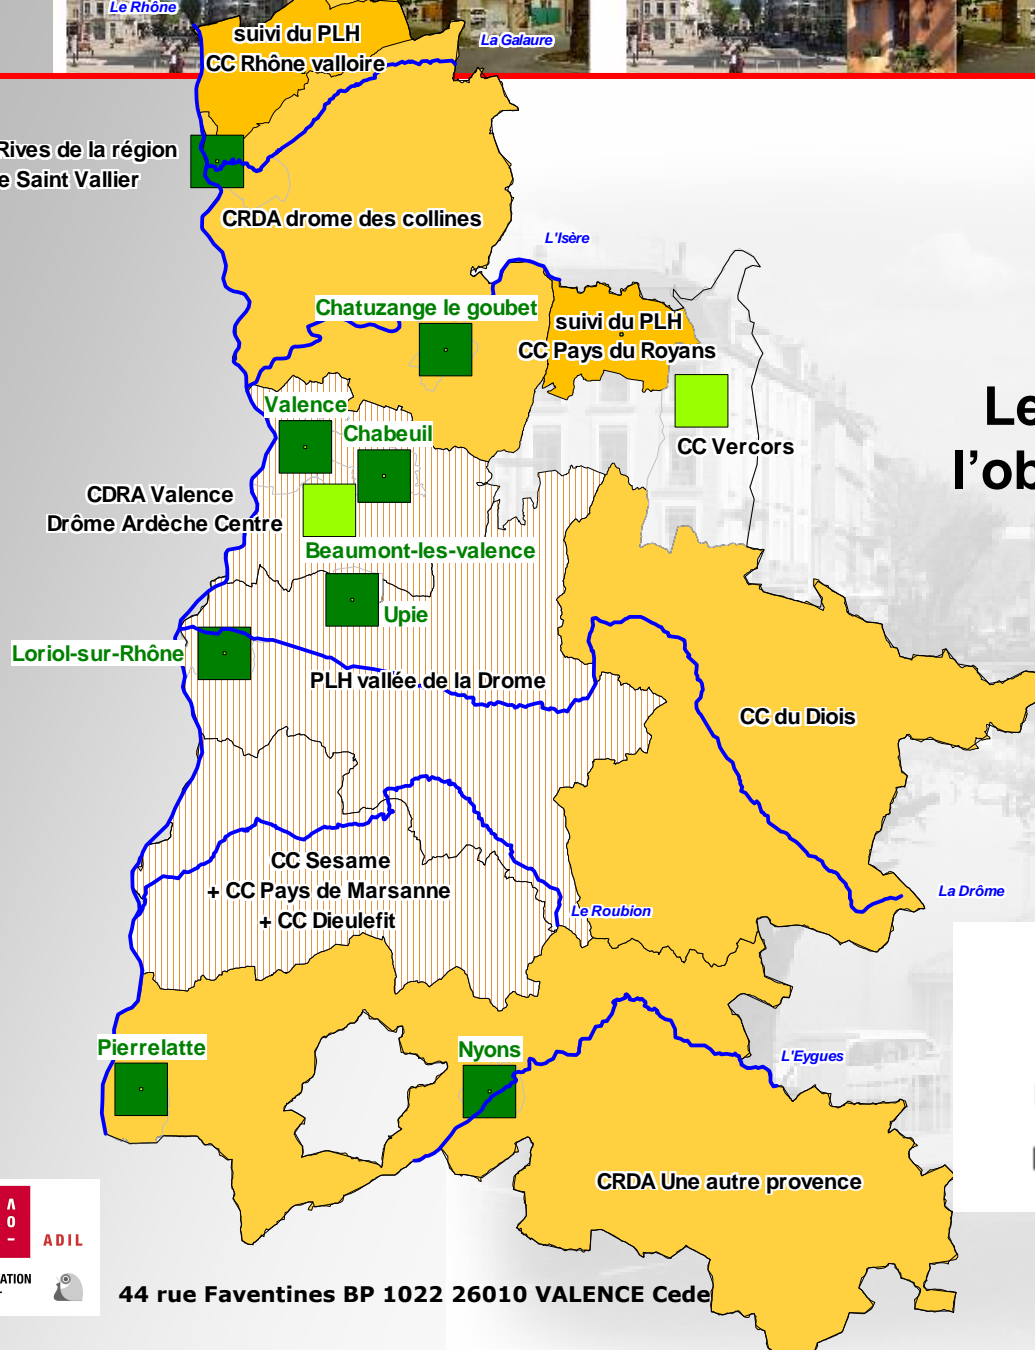 Le Rhône
suivi du PLH
CC Rhône valloire
La Galaure
Rives de la région
e Saint Vallier
CRDA drome des collines
L'Isère
Chatuzange le goubet
suivi du PLH
CC Pays du Royans
Valence
Chabeuil
CC Vercors
Le
l'ob
CDRA Valence
Drôme Ardèche Centre
Beaumont-les-valence
Upie
Loriol-sur-Rhône
PLH vallée de la Drome
CC du Diois
CC Sesame
+ CC Pays de Marsanne
+ CC Dieulefit
La Drôme
Le Roubion
Pierrelatte
Nyons
L'Eygues
CRDA Une autre provence
ADIL
ATION
44 rue Faventines BP 1022 26010 VALENCE Cede